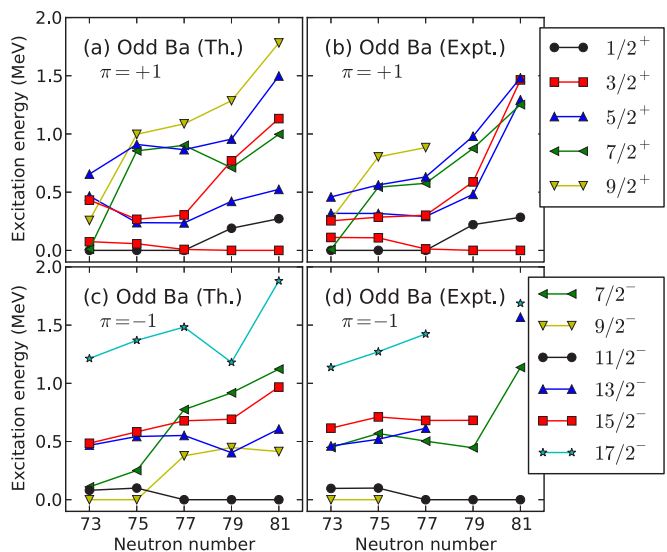 2.0
1.5
1.0
0.5
0.0
Excitation energy (MeV)
(a) Odd Ba (Th.)
π=+1
(b) Odd Ba (Expt.)
π=+1
1/2⁺
3/2⁺
5/2⁺
7/2⁺
9/2⁺
2.0
1.5
1.0
0.5
0.0
Excitation energy (MeV)
(c) Odd Ba (Th.)
π=−1
(d) Odd Ba (Expt.)
π=−1
7/2⁻
9/2⁻
11/2⁻
13/2⁻
15/2⁻
17/2⁻
73 75 77 79 81
73 75 77 79 81
Neutron number
Neutron number